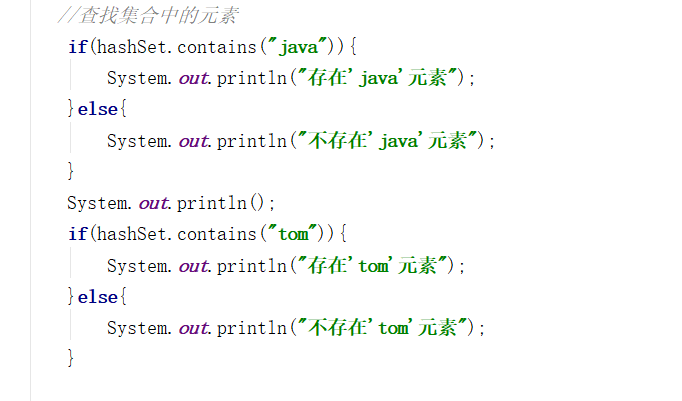 //查找集合中的元素
if(hashSet.contains("java")){
System.out.println("存在'java'元素");
}else{
System.out.println("不存在'java'元素");
}
System.out.println();
if(hashSet.contains("tom")){
System.out.println("存在'tom'元素");
}else{
System.out.println("不存在'tom'元素");
}